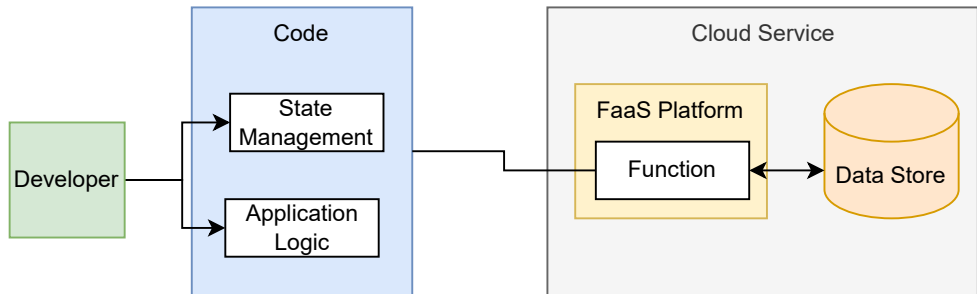 Code
Cloud Service
State
Management
FaaS Platform
Developer
Function
Data Store
Application
Logic